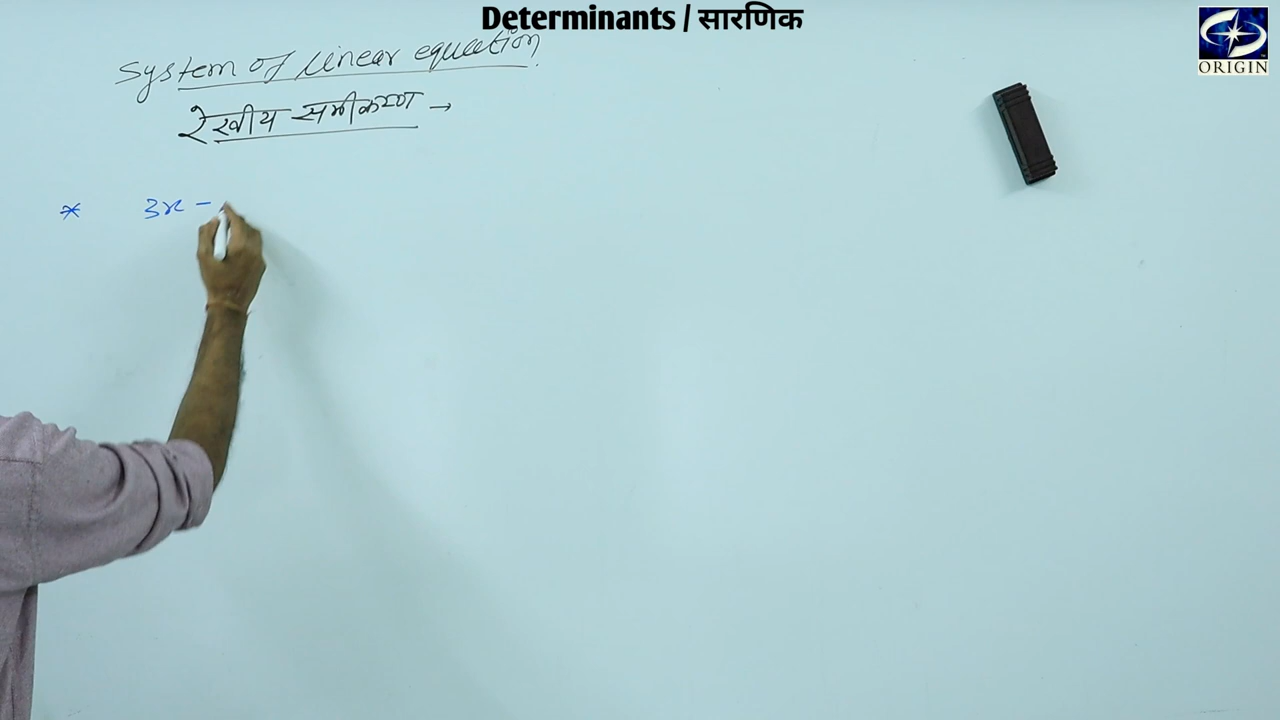 Determinants / सारणिक
ORIGIN
System of linear equation
रेखीय समीकरण →
* 3x -